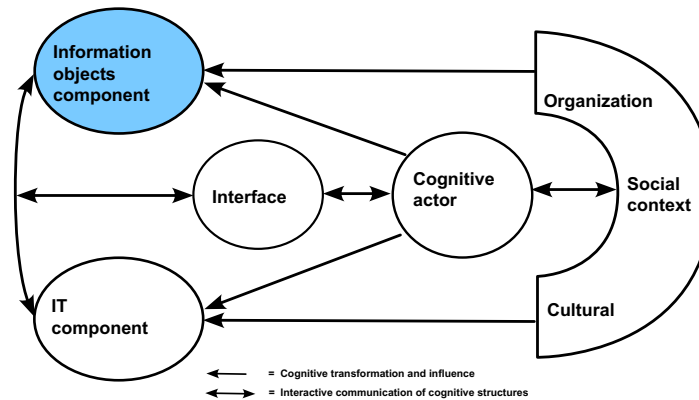 Information
objects
component
Organization
Interface
Cognitive
actor
Social
context
IT
component
Cultural
= Cognitive transformation and influence
= Interactive communication of cognitive structures